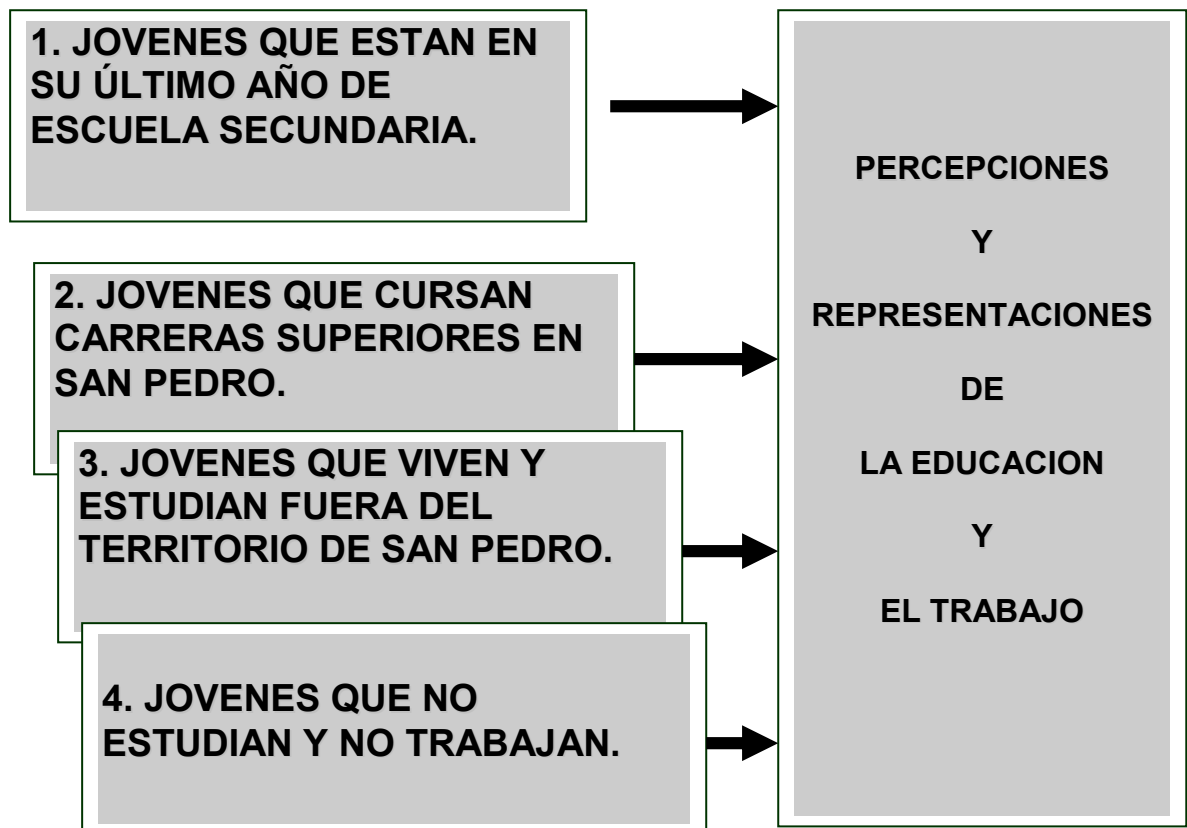 1. JOVENES QUE ESTAN EN
SU ÚLTIMO AÑO DE
ESCUELA SECUNDARIA.
2. JOVENES QUE CURSAN
CARRERAS SUPERIORES EN
SAN PEDRO.
3. JOVENES QUE VIVEN Y
ESTUDIAN FUERA DEL
TERRITORIO DE SAN PEDRO.
4. JOVENES QUE NO
ESTUDIAN Y NO TRABAJAN.
PERCEPCIONES
Y
REPRESENTACIONES
DE
LA EDUCACION
Y
EL TRABAJO